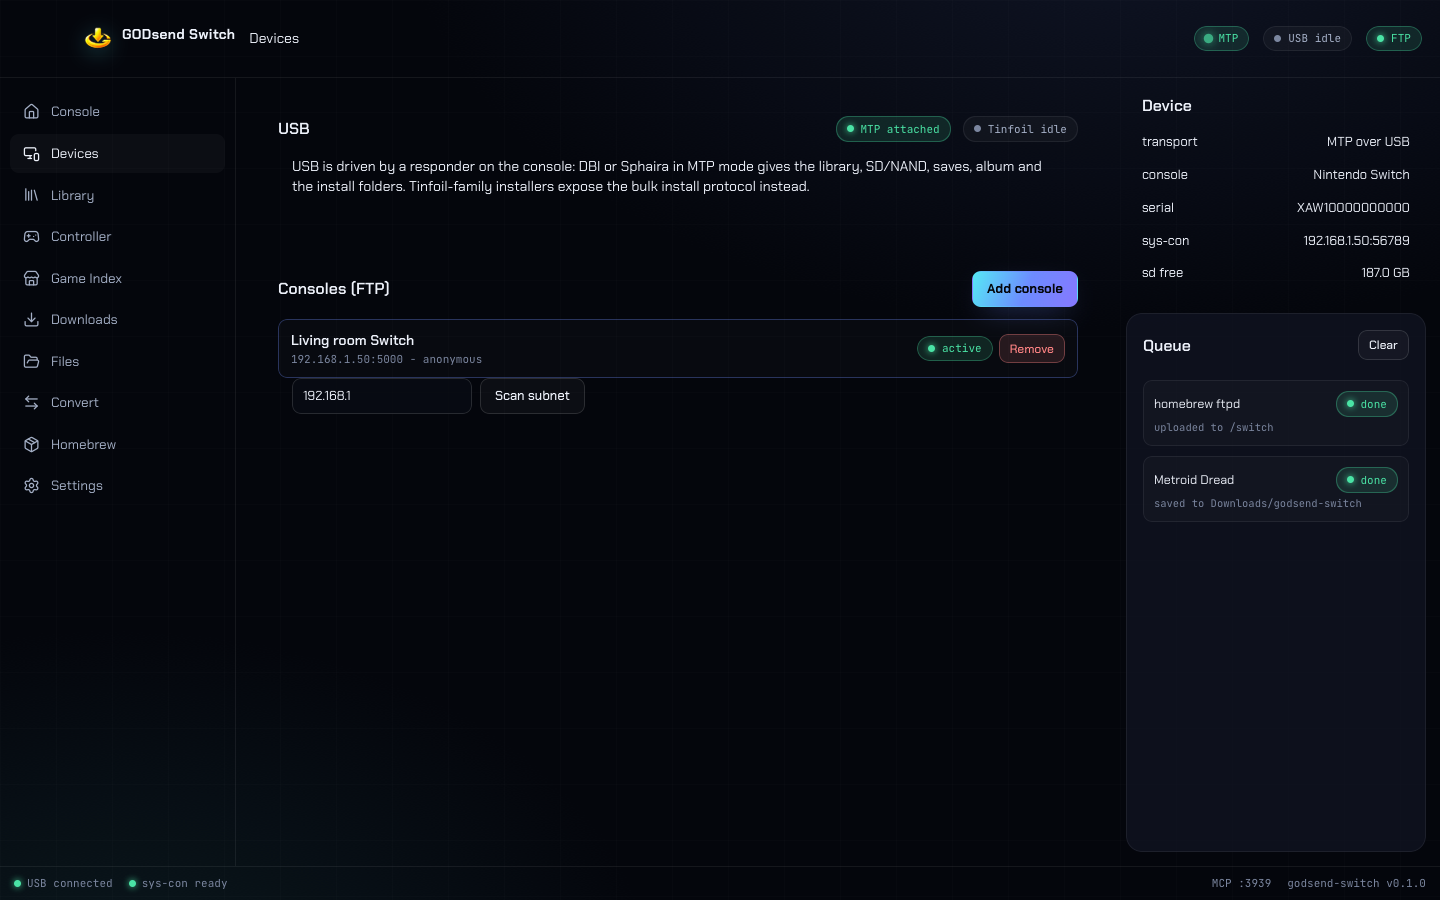 GODsend Switch
Devices
MTP
USB idle
FTP
Console
Devices
Library
Controller
Game Index
Downloads
Files
Convert
Homebrew
Settings
USB
MTP attached
Tinfoil idle
USB is driven by a responder on the console: DBI or Sphaira in MTP mode gives the library, SD/NAND, saves, album and
the install folders. Tinfoil-family installers expose the bulk install protocol instead.
Consoles (FTP)
Add console
Living room Switch
192.168.1.50:5000 - anonymous
active
Remove
192.168.1
Scan subnet
Device
transport MTP over USB
console Nintendo Switch
serial XAW10000000000
sys-con 192.168.1.50:56789
sd free 187.0 GB
Queue
Clear
homebrew ftpd
done
uploaded to /switch
Metroid Dread
done
saved to Downloads/godsend-switch
USB connected
sys-con ready
MCP :3939
godsend-switch v0.1.0